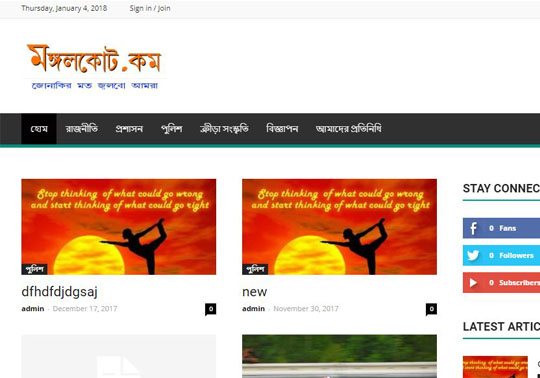 Thursday, January 4, 2018 Sign in / Join
মঙ্গলকোট.কম
জোনাকির মত জ্বলবো আমরা
হোম রাজনীতি প্রশাসন পুলিশ ক্রীড়া সংস্কৃতি বিজ্ঞাপন আমাদের প্রতিনিধি
Stop thinking of what could go wrong
and start thinking of what could go right
পুলিশ
dfhdfdjdgsaj
admin - December 17, 2017 0
Stop thinking of what could go wrong
and start thinking of what could go right
পুলিশ
new
admin - November 30, 2017 0
STAY CONNEC
0 Fans
0 Followers
0 Subscribers
LATEST ARTIC